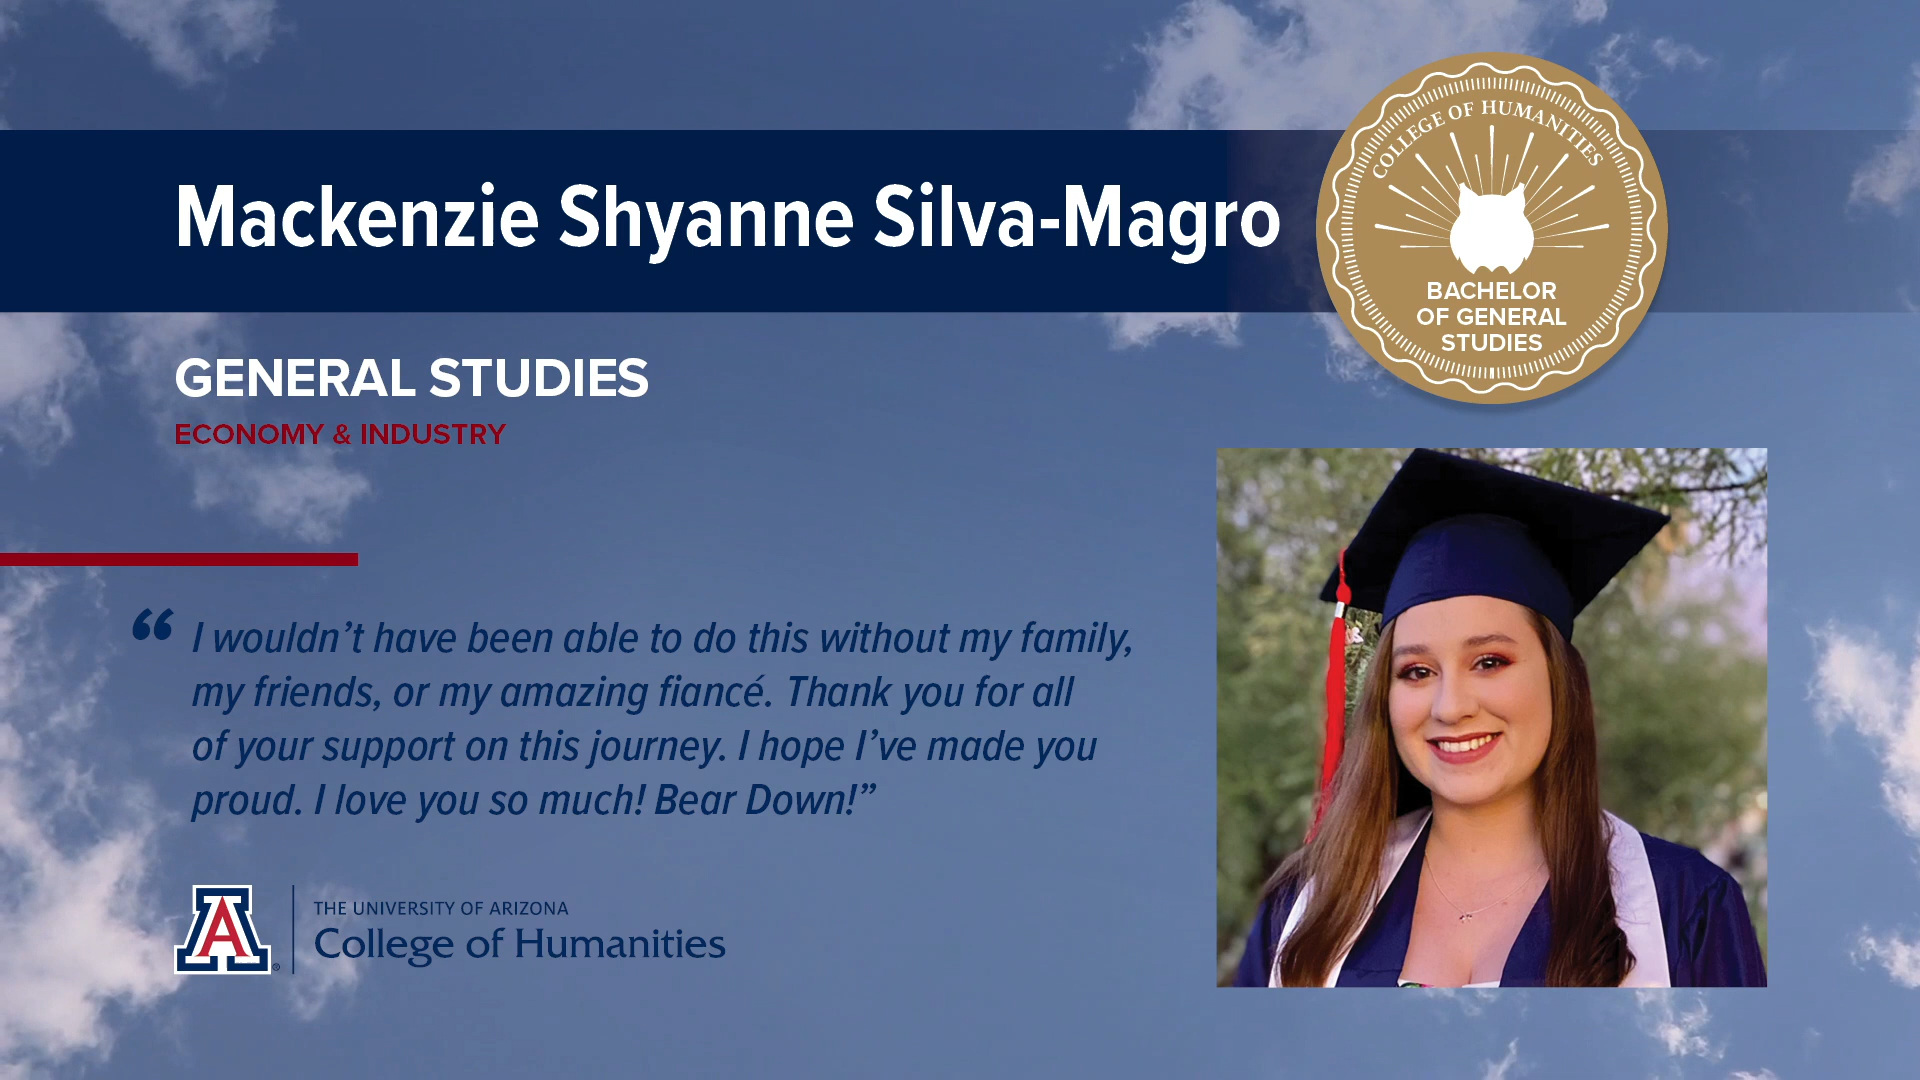 Mackenzie Shyanne Silva-Magro
COLLEGE OF HUMANITIES
BACHELOR
OF GENERAL
STUDIES
GENERAL STUDIES
ECONOMY & INDUSTRY
“ I wouldn’t have been able to do this without my family,
my friends, or my amazing fiancé. Thank you for all
of your support on this journey. I hope I’ve made you
proud. I love you so much! Bear Down!”
A®
THE UNIVERSITY OF ARIZONA
College of Humanities